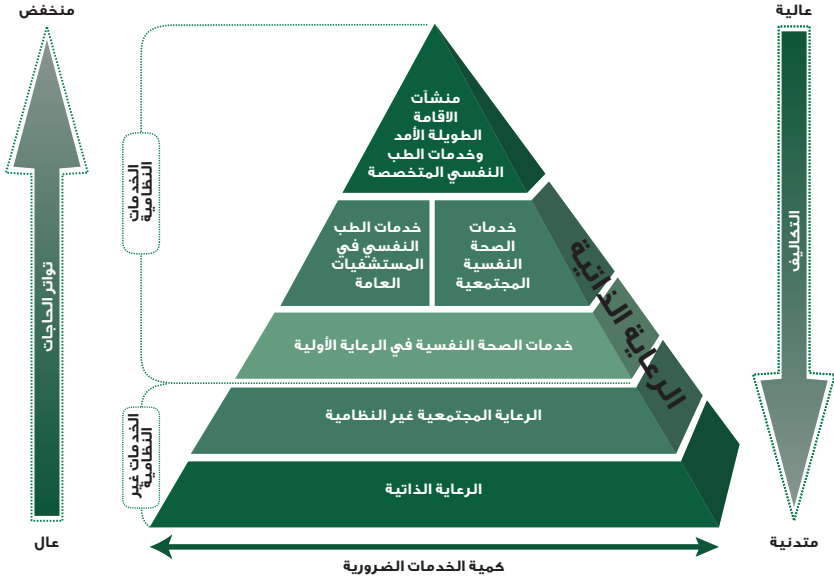 عالية
منخفض
منشآت
الاقامة
الطويلة الأمد
وخدمات الطب
النفسي المتخصصة
الخدمات
النظامية
خدمات
الصحة
النفسية
المجتمعية
خدمات الطب
النفسي في
المستشفيات
العامة
الرعاية الذاتية
التكاليف
تواتر الحاجات
خدمات الصحة النفسية في الرعاية الأولية
الرعاية المجتمعية غير النظامية
الخدمات غير
النظامية
الرعاية الذاتية
متدنية
عال
كمية الخدمات الضرورية